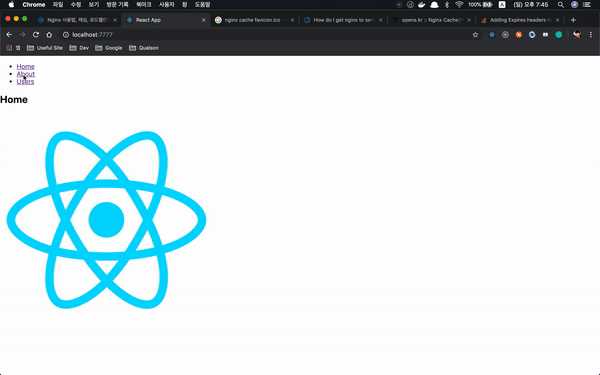 Chrome 파일 수정 보기 방문 기록 북마크 사용자 창 도움말 100% (일) 오후 7:45
Nginx 사용법, 캐싱, 로드밸런 React App nginx cache favicon.ico - How do I get nginx to ser opens.kr :: Nginx Cache Adding Expires headers
localhost:7777
앱 Useful Site Dev Google Qualson
Home
About
Users
Home